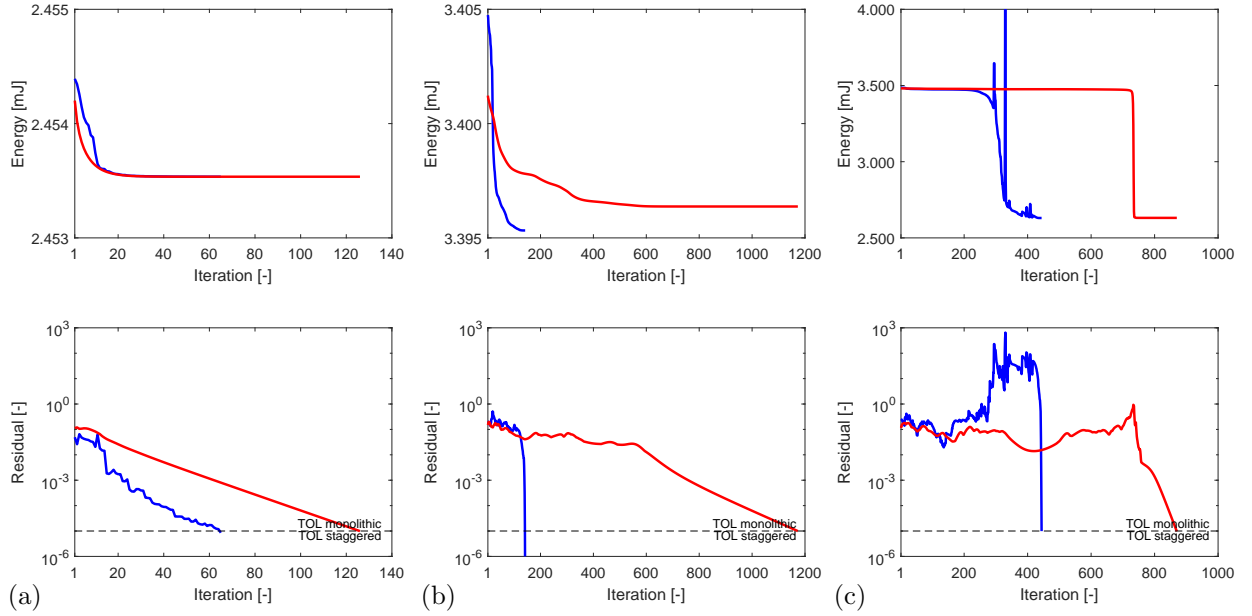 2.455
2.454
2.453
Energy [mJ]
1 20 40 60 80 100 120 140
Iteration [-]
3.405
3.400
3.395
Energy [mJ]
1 200 400 600 800 1000 1200
Iteration [-]
4.000
3.500
3.000
2.500
Energy [mJ]
1 200 400 600 800 1000
Iteration [-]
10^3
10^0
10^-3
10^-6
Residual [-]
TOL monolithic
TOL staggered
1 20 40 60 80 100 120 140
Iteration [-]
(a)
10^3
10^0
10^-3
10^-6
Residual [-]
TOL monolithic
TOL staggered
1 200 400 600 800 1000 1200
Iteration [-]
(b)
10^3
10^0
10^-3
10^-6
Residual [-]
TOL monolithic
TOL staggered
1 200 400 600 800 1000
Iteration [-]
(c)